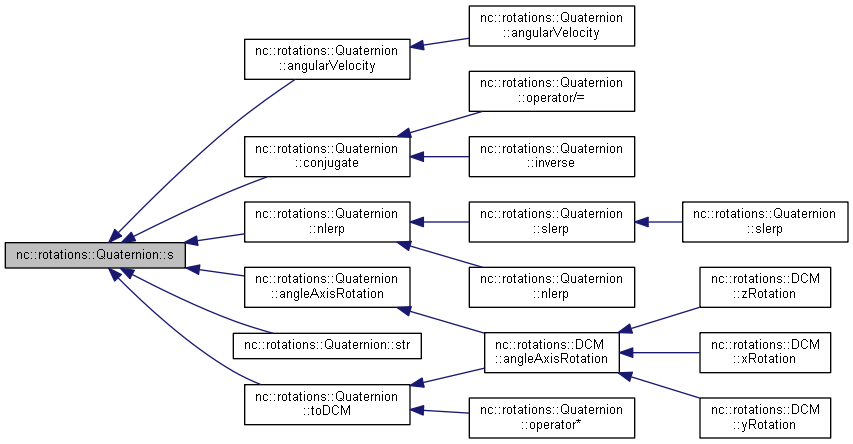 nc::rotations::Quaternion::s
nc::rotations::Quaternion
::angularVelocity
nc::rotations::Quaternion
::angularVelocity
nc::rotations::Quaternion
::conjugate
nc::rotations::Quaternion
::operator/=
nc::rotations::Quaternion
::inverse
nc::rotations::Quaternion
::nlerp
nc::rotations::Quaternion
::slerp
nc::rotations::Quaternion
::slerp
nc::rotations::Quaternion
::nlerp
nc::rotations::Quaternion
::angleAxisRotation
nc::rotations::DCM
::angleAxisRotation
nc::rotations::DCM
::zRotation
nc::rotations::DCM
::xRotation
nc::rotations::DCM
::yRotation
nc::rotations::Quaternion::str
nc::rotations::Quaternion
::toDCM
nc::rotations::Quaternion
::operator*